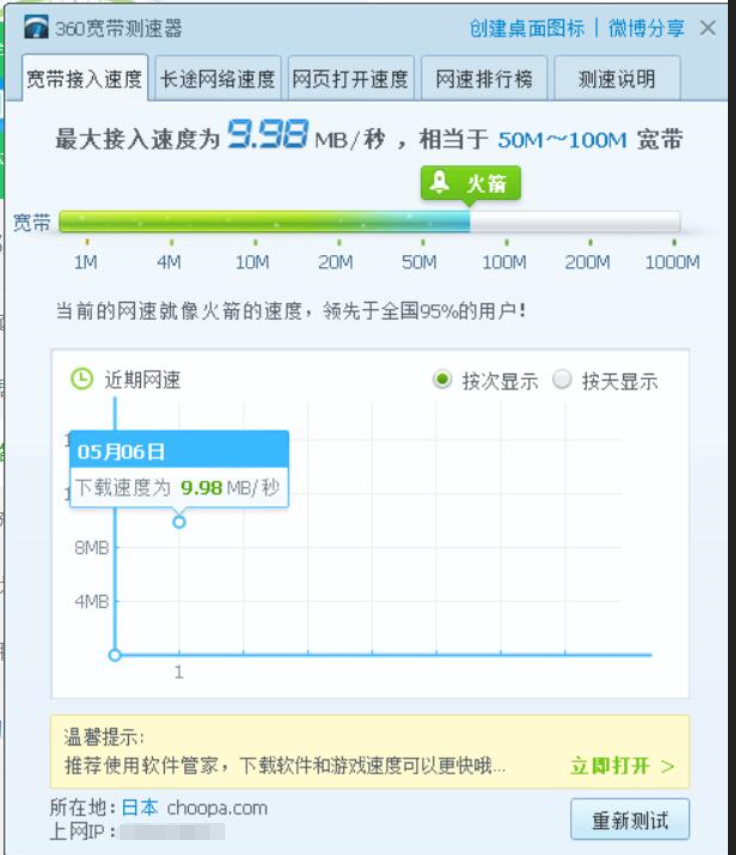 360宽带测速器 创建桌面图标 | 微博分享 ×
宽带接入速度 长途网络速度 网页打开速度 网速排行榜 测速说明
最大接入速度为 9.98 MB/秒 ，相当于 50M～100M 宽带
火箭
宽带
1M 4M 10M 20M 50M 100M 200M 1000M
当前的网速就像火箭的速度，领先于全国95%的用户！
近期网速 按次显示 按天显示
05月06日
下载速度为 9.98 MB/秒
8MB
4MB
1
温馨提示:
推荐使用软件管家，下载软件和游戏速度可以更快哦... 立即打开 >
所在地: 日本 choopa.com
上网IP :
重新测试